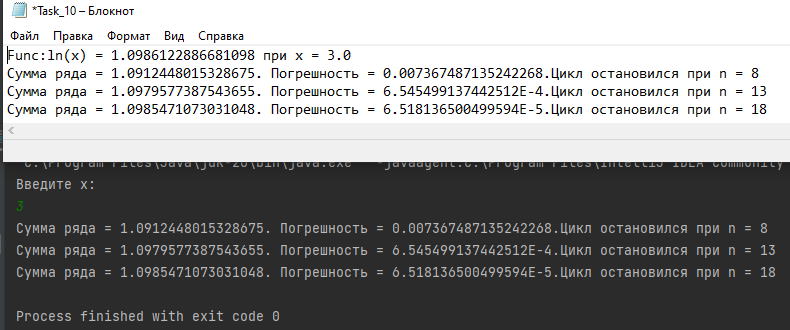 *Task_10 – Блокнот
Файл Правка Формат Вид Справка
Func:ln(x) = 1.0986122886681098 при x = 3.0
Сумма ряда = 1.0912448015328675. Погрешность = 0.007367487135242268.Цикл остановился при n = 8
Сумма ряда = 1.0979577387543655. Погрешность = 6.545499137442512E-4.Цикл остановился при n = 13
Сумма ряда = 1.0985471073031048. Погрешность = 6.518136500499594E-5.Цикл остановился при n = 18
Введите x:
3
Сумма ряда = 1.0912448015328675. Погрешность = 0.007367487135242268.Цикл остановился при n = 8
Сумма ряда = 1.0979577387543655. Погрешность = 6.545499137442512E-4.Цикл остановился при n = 13
Сумма ряда = 1.0985471073031048. Погрешность = 6.518136500499594E-5.Цикл остановился при n = 18
Process finished with exit code 0